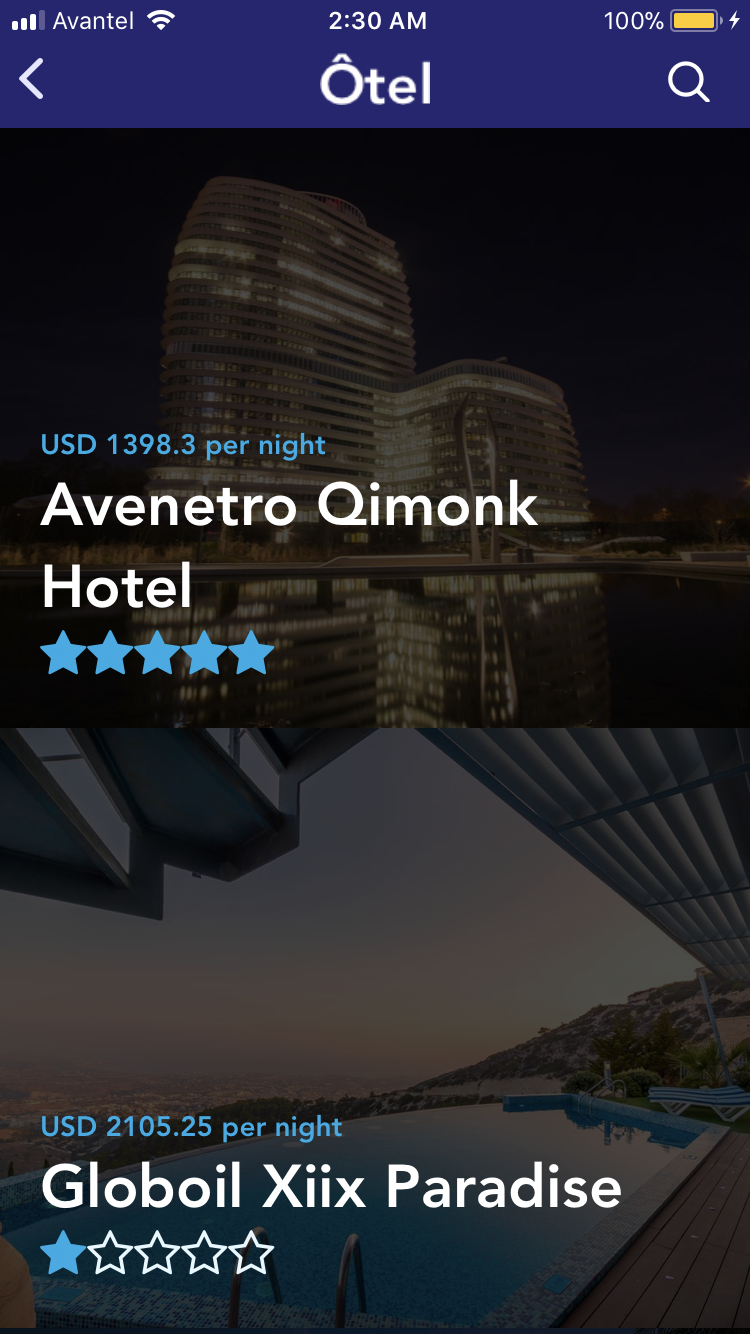 Avantel 2:30 AM 100%
Ôtel
USD 1398.3 per night
Avenetro Qimonk
Hotel
USD 2105.25 per night
Globoil Xiix Paradise